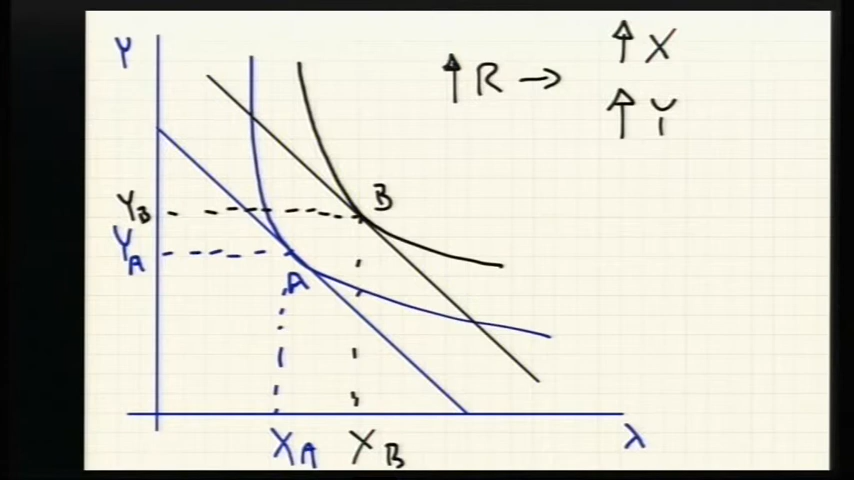 Y
↑ R → ↑ X
↑ Y
Y_B
B
Y_A
A
X_A
X_B